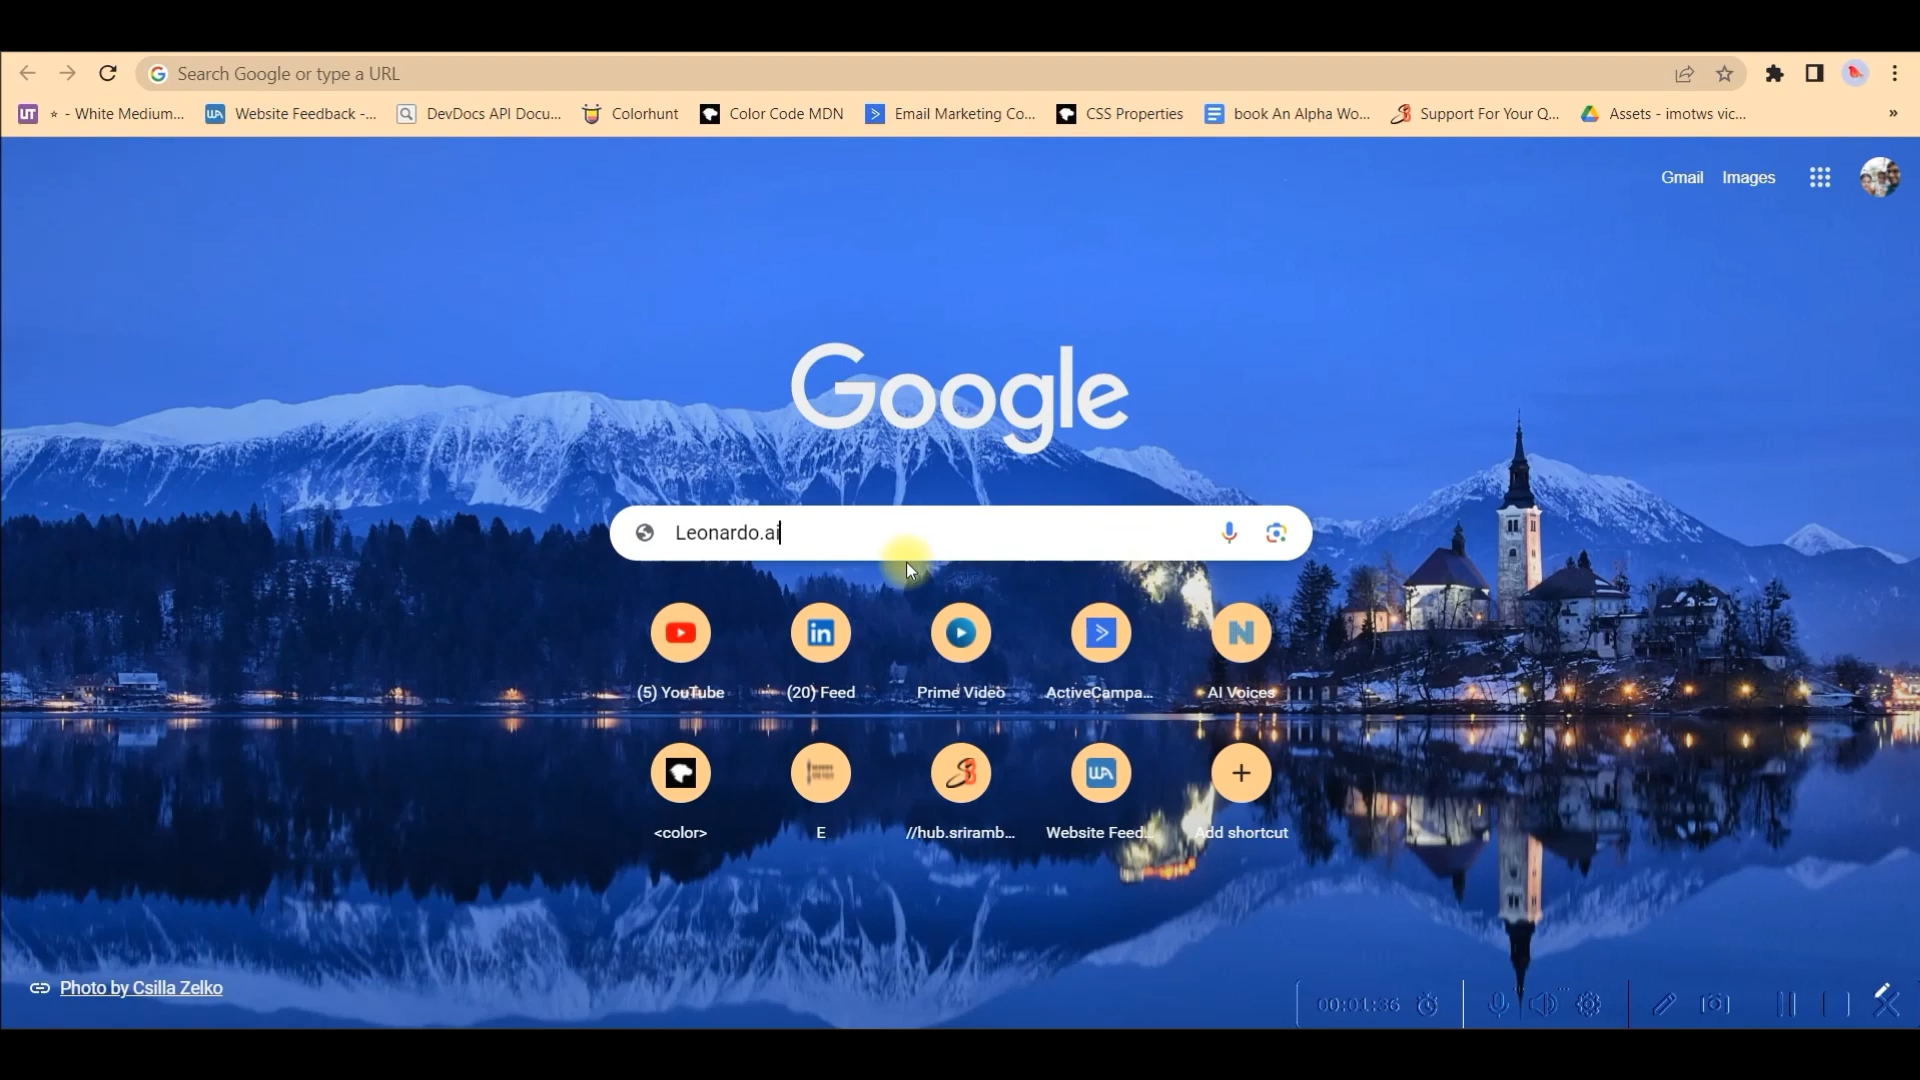 Search Google or type a URL
UT
* - White Medium...
Website Feedback -...
DevDocs API Docu...
Colorhunt
Color Code MDN
Email Marketing Co...
CSS Properties
book An Alpha Wo...
Support For Your Q...
Assets - imotws vic...
»
Gmail
Images
Google
Leonardo.ai
(5) YouTube
(20) Feed
Prime Video
ActiveCampa...
AI Voices
<color>
E
//hub.sriramb...
Website Feed...
Add shortcut
Photo by Csilla Zelko
00:01:36